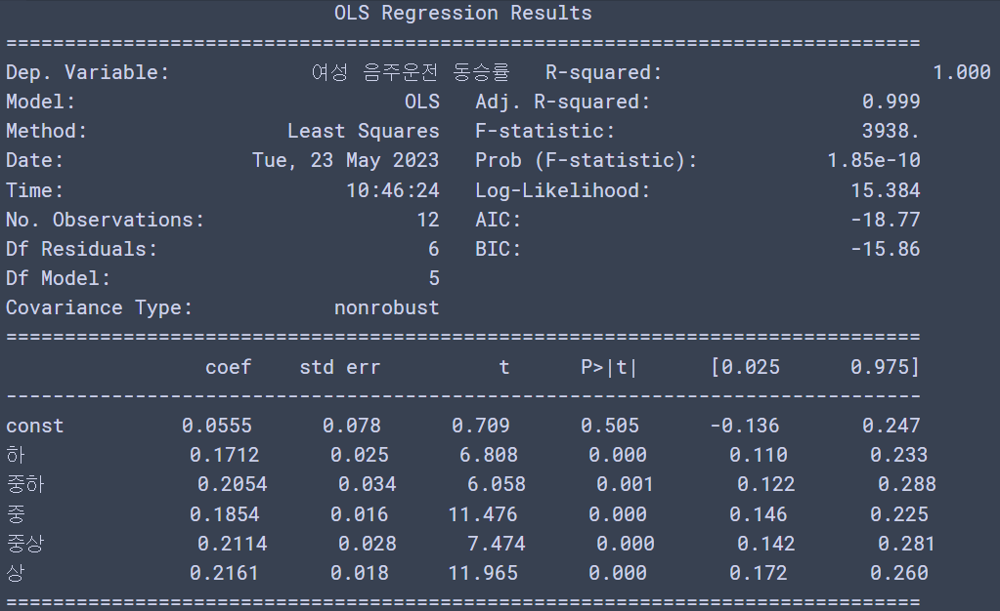 OLS Regression Results
==============================================================================
Dep. Variable: 여성 음주운전 동승률 R-squared: 1.000
Model: OLS Adj. R-squared: 0.999
Method: Least Squares F-statistic: 3938.
Date: Tue, 23 May 2023 Prob (F-statistic): 1.85e-10
Time: 10:46:24 Log-Likelihood: 15.384
No. Observations: 12 AIC: -18.77
Df Residuals: 6 BIC: -15.86
Df Model: 5
Covariance Type: nonrobust
==============================================================================
coef std err t P>|t| [0.025 0.975]
------------------------------------------------------------------------------
const 0.0555 0.078 0.709 0.505 -0.136 0.247
하 0.1712 0.025 6.808 0.000 0.110 0.233
중하 0.2054 0.034 6.058 0.001 0.122 0.288
중 0.1854 0.016 11.476 0.000 0.146 0.225
중상 0.2114 0.028 7.474 0.000 0.142 0.281
상 0.2161 0.018 11.965 0.000 0.172 0.260
==============================================================================